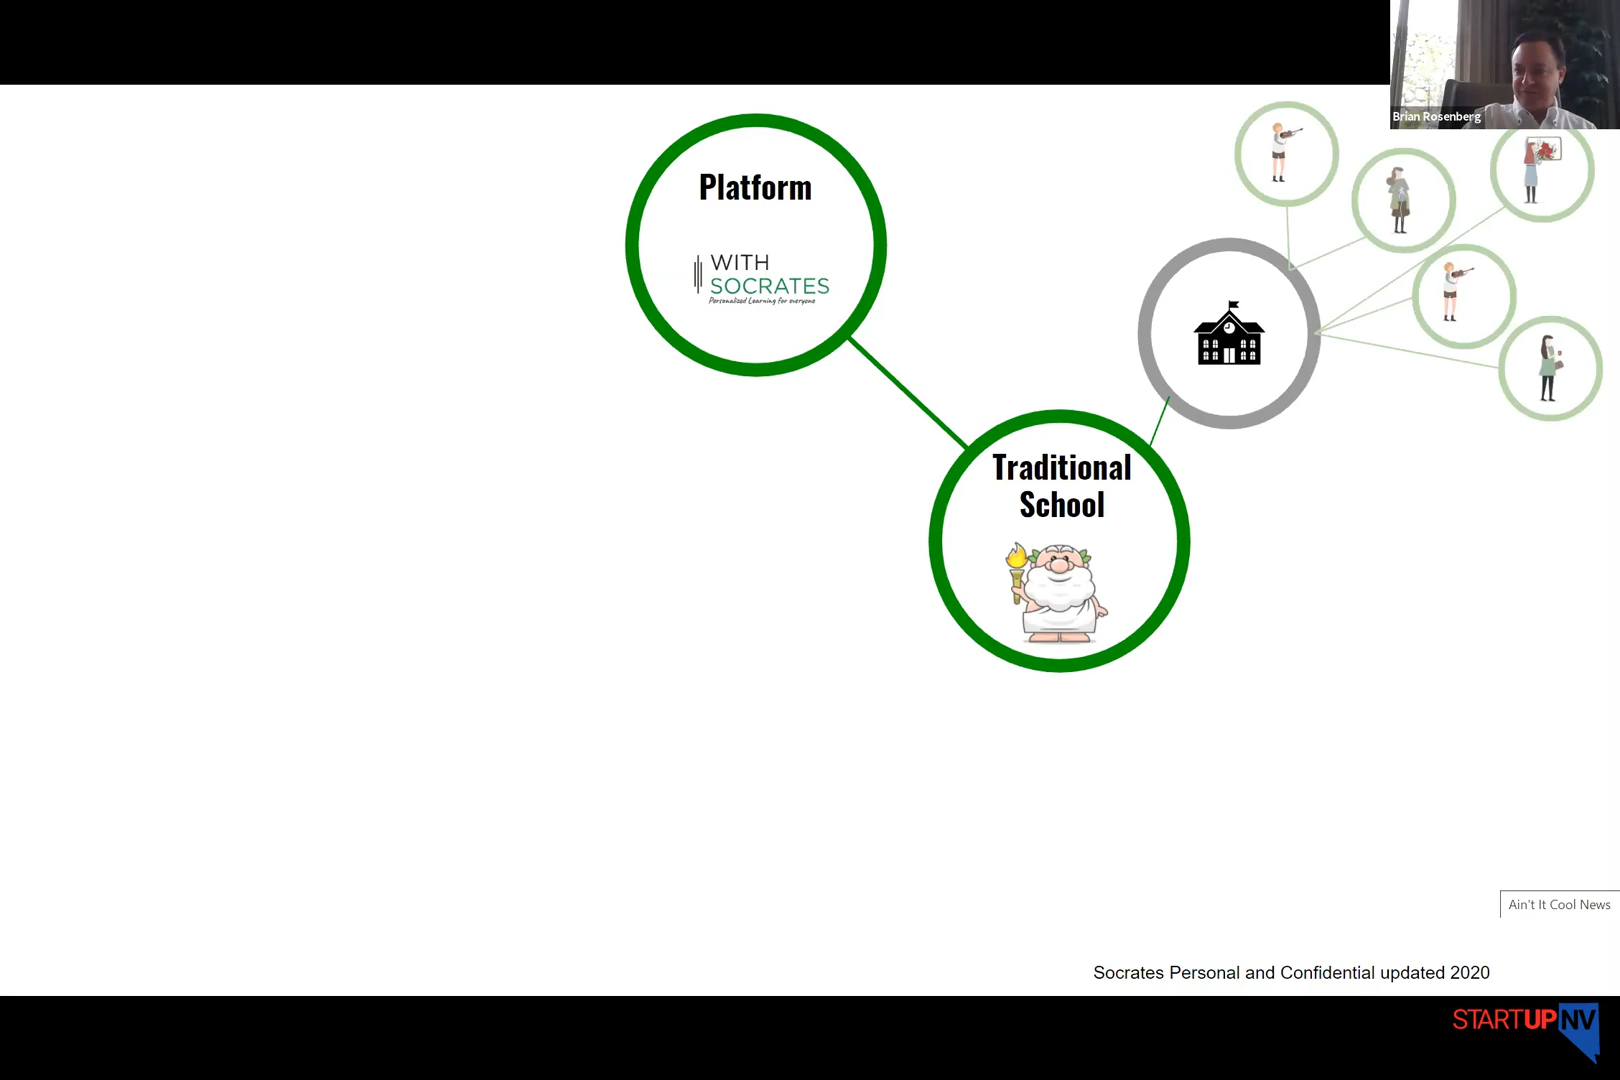 Brian Rosenberg
Platform
WITH
SOCRATES
Personalized Learning for everyone
Traditional
School
Ain't It Cool News
Socrates Personal and Confidential updated 2020
STARTUPNV